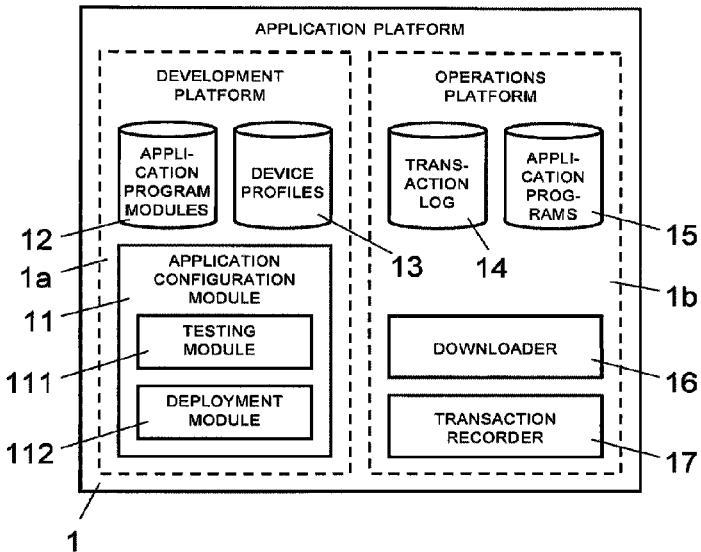 APPLICATION PLATFORM
DEVELOPMENT
PLATFORM
OPERATIONS
PLATFORM
APPLI-
CATION
PROGRAM
MODULES
DEVICE
PROFILES
TRANS-
ACTION
LOG
APPLI-
CATION
PROG-
RAMS
12
13
14
15
1a
1b
APPLICATION
CONFIGURATION
MODULE
11
TESTING
MODULE
111
DEPLOYMENT
MODULE
112
DOWNLOADER
16
TRANSACTION
RECORDER
17
1